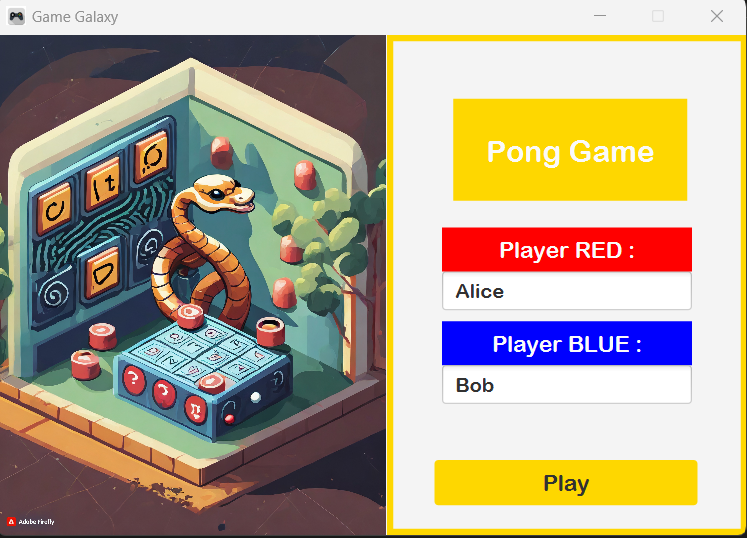 Game Galaxy
Pong Game
Player RED :
Alice
Player BLUE :
Bob
Play
Adobe Firefly